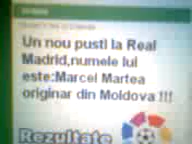 Un nou pusti la Real
Madrid,numele lui
este:Marcel Martea
originar din Moldova !!!
Rezultate